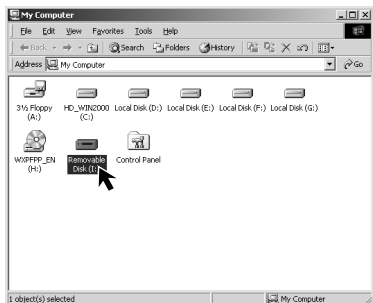 My Computer
File Edit View Favorites Tools Help
Back Search Folders History
Address My Computer Go
3½ Floppy (A:)
HD_WIN2000 (C:)
Local Disk (D:)
Local Disk (E:)
Local Disk (F:)
Local Disk (G:)
WXPFPP_EN (H:)
Removable Disk (I:)
Control Panel
1 object(s) selected My Computer